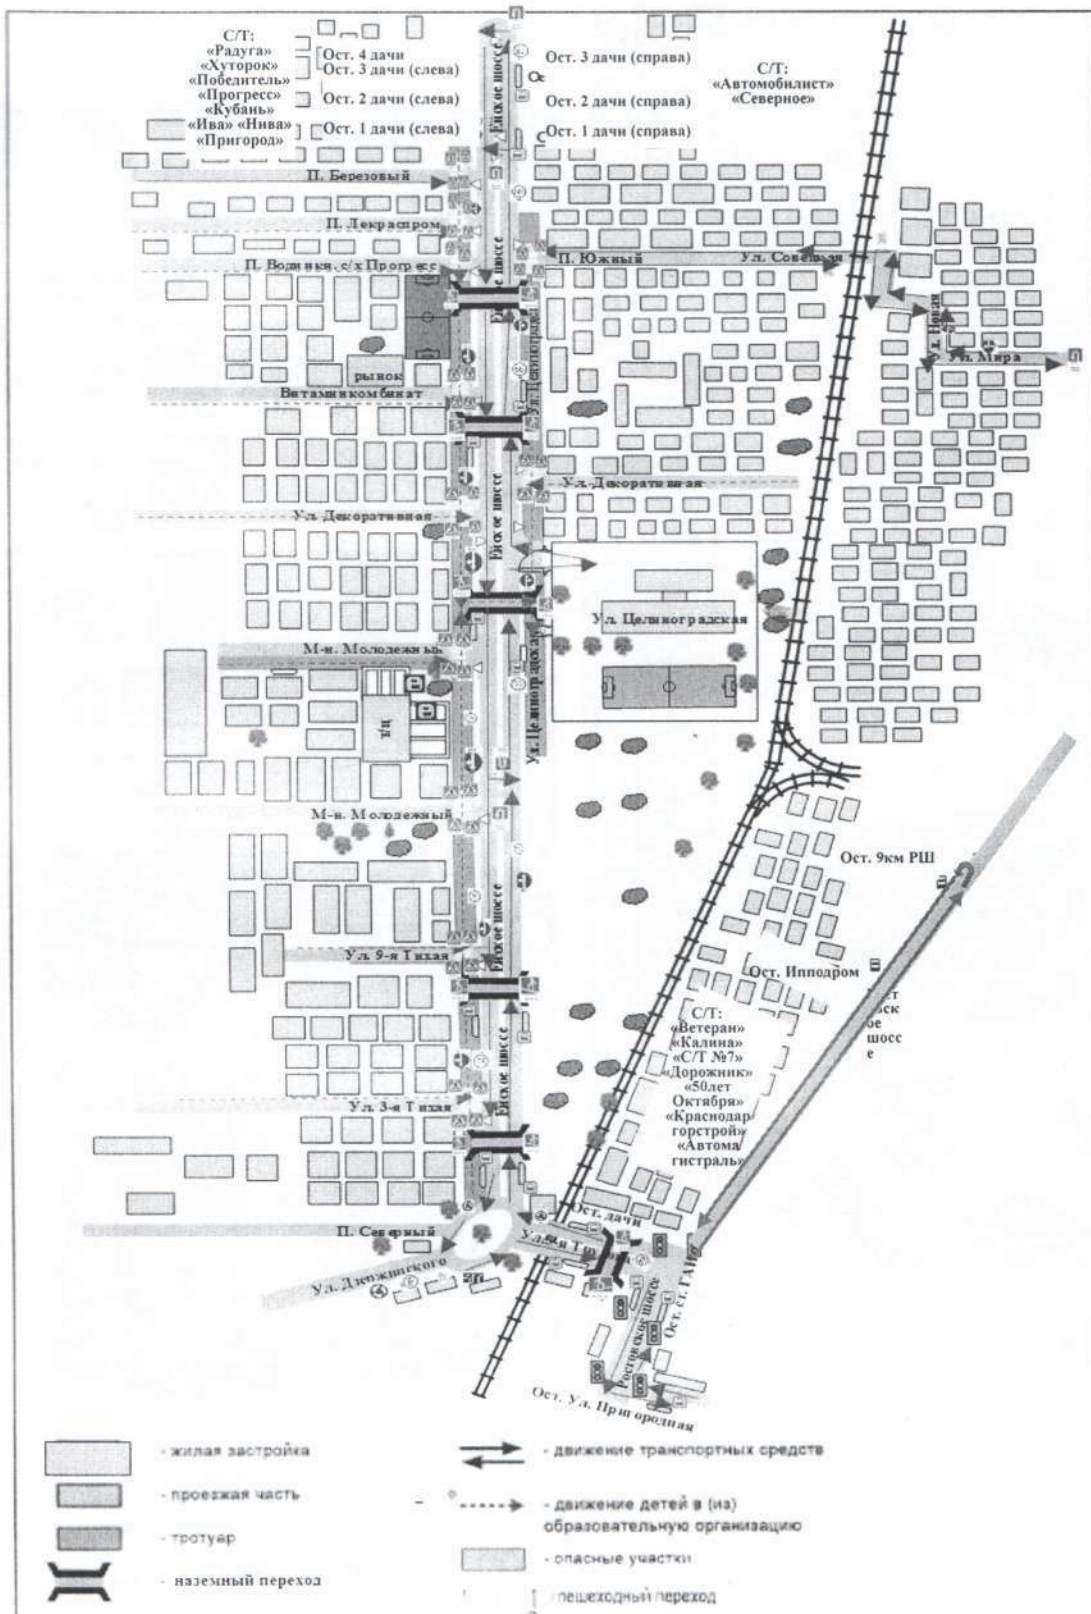 С/Т:
«Радуга»
«Хуторок»
«Победитель»
«Прогресс»
«Кубань»
«Ива» «Нива»
«Пригород»
Ост. 4 дачи
Ост. 3 дачи (слева)
Ост. 2 дачи (слева)
Ост. 1 дачи (слева)
Ейское шоссе
Ост. 3 дачи (справа)
Ост. 2 дачи (справа)
Ост. 1 дачи (справа)
С/Т:
«Автомобилист»
«Северное»
П. Березовый
П. Лекраспром
П. Водники, с/х Прогресс
Ейское шоссе
П. Южный
Ул. Советская
Ул. Новая
Ул. Мира
Ул. Целиноградская
рынок
Витаминкомбинат
Ул. Декоративная
Ул. Декоративная
Ейское шоссе
Ул. Целиноградская
М-н. Молодежный
Ул. Целиноградская
т/ц
М-н. Молодежный
Ост. 9км РШ
Ейское шоссе
Ул. 9-я Тихая
Ост. Ипподром
С/Т:
«Ветеран»
«Калина»
«С/Т №7»
«Дорожник»
«50лет
Октября»
«Краснодар
горстрой»
«Автома
гистраль»
шосс
е
Ейское шоссе
Ул. 3-я Тихая
Ост. дачи
П. Северный
Ул. Дзержинского
Ост. ст. ГАИ
Ростовское шоссе
Ост. Ул. Пригородная
- жилая застройка
- проезжая часть
- тротуар
- наземный переход
- движение транспортных средств
- движение детей в (из)
образовательную организацию
- опасные участки
пешеходный переход